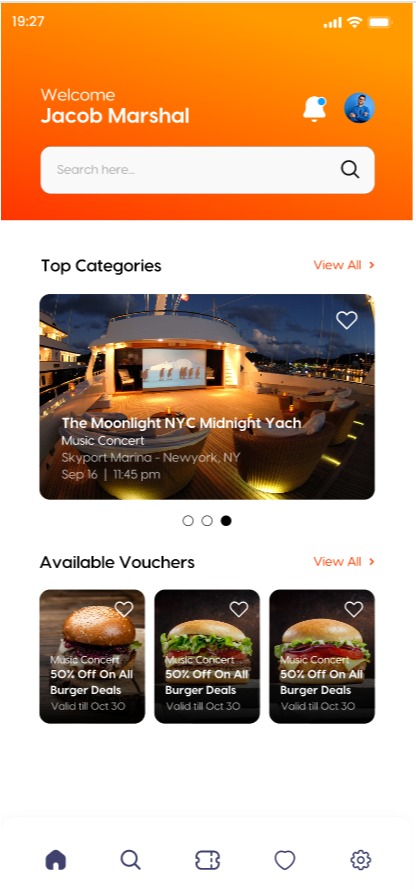 19:27
Welcome
Jacob Marshal
Search here...
Top Categories
View All >
The Moonlight NYC Midnight Yach
Music Concert
Skyport Marina - Newyork, NY
Sep 16 | 11:45 pm
Available Vouchers
View All >
Music Concert
50% Off On All
Burger Deals
Valid till Oct 30
Music Concert
50% Off On All
Burger Deals
Valid till Oct 30
Music Concert
50% Off On All
Burger Deals
Valid till Oct 30